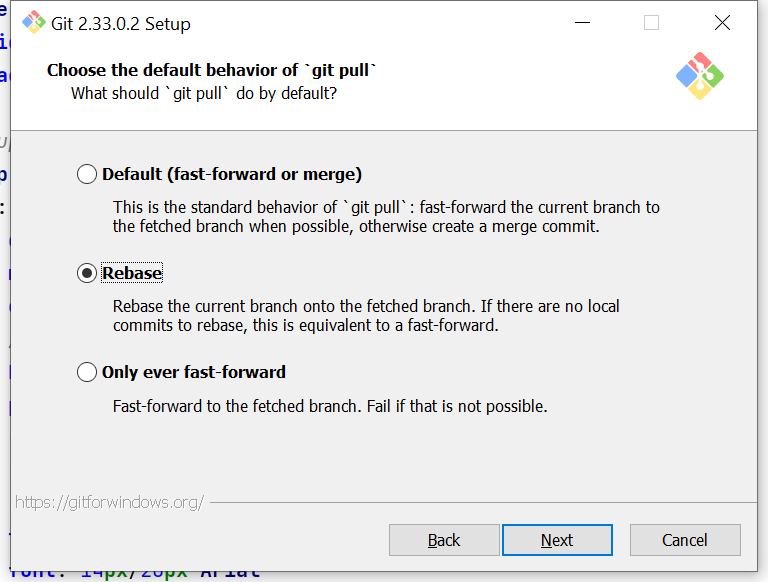 Git 2.33.0.2 Setup
Choose the default behavior of `git pull`
What should `git pull` do by default?
Default (fast-forward or merge)
This is the standard behavior of `git pull`: fast-forward the current branch to
the fetched branch when possible, otherwise create a merge commit.
Rebase
Rebase the current branch onto the fetched branch. If there are no local
commits to rebase, this is equivalent to a fast-forward.
Only ever fast-forward
Fast-forward to the fetched branch. Fail if that is not possible.
https://gitforwindows.org/
Back Next Cancel